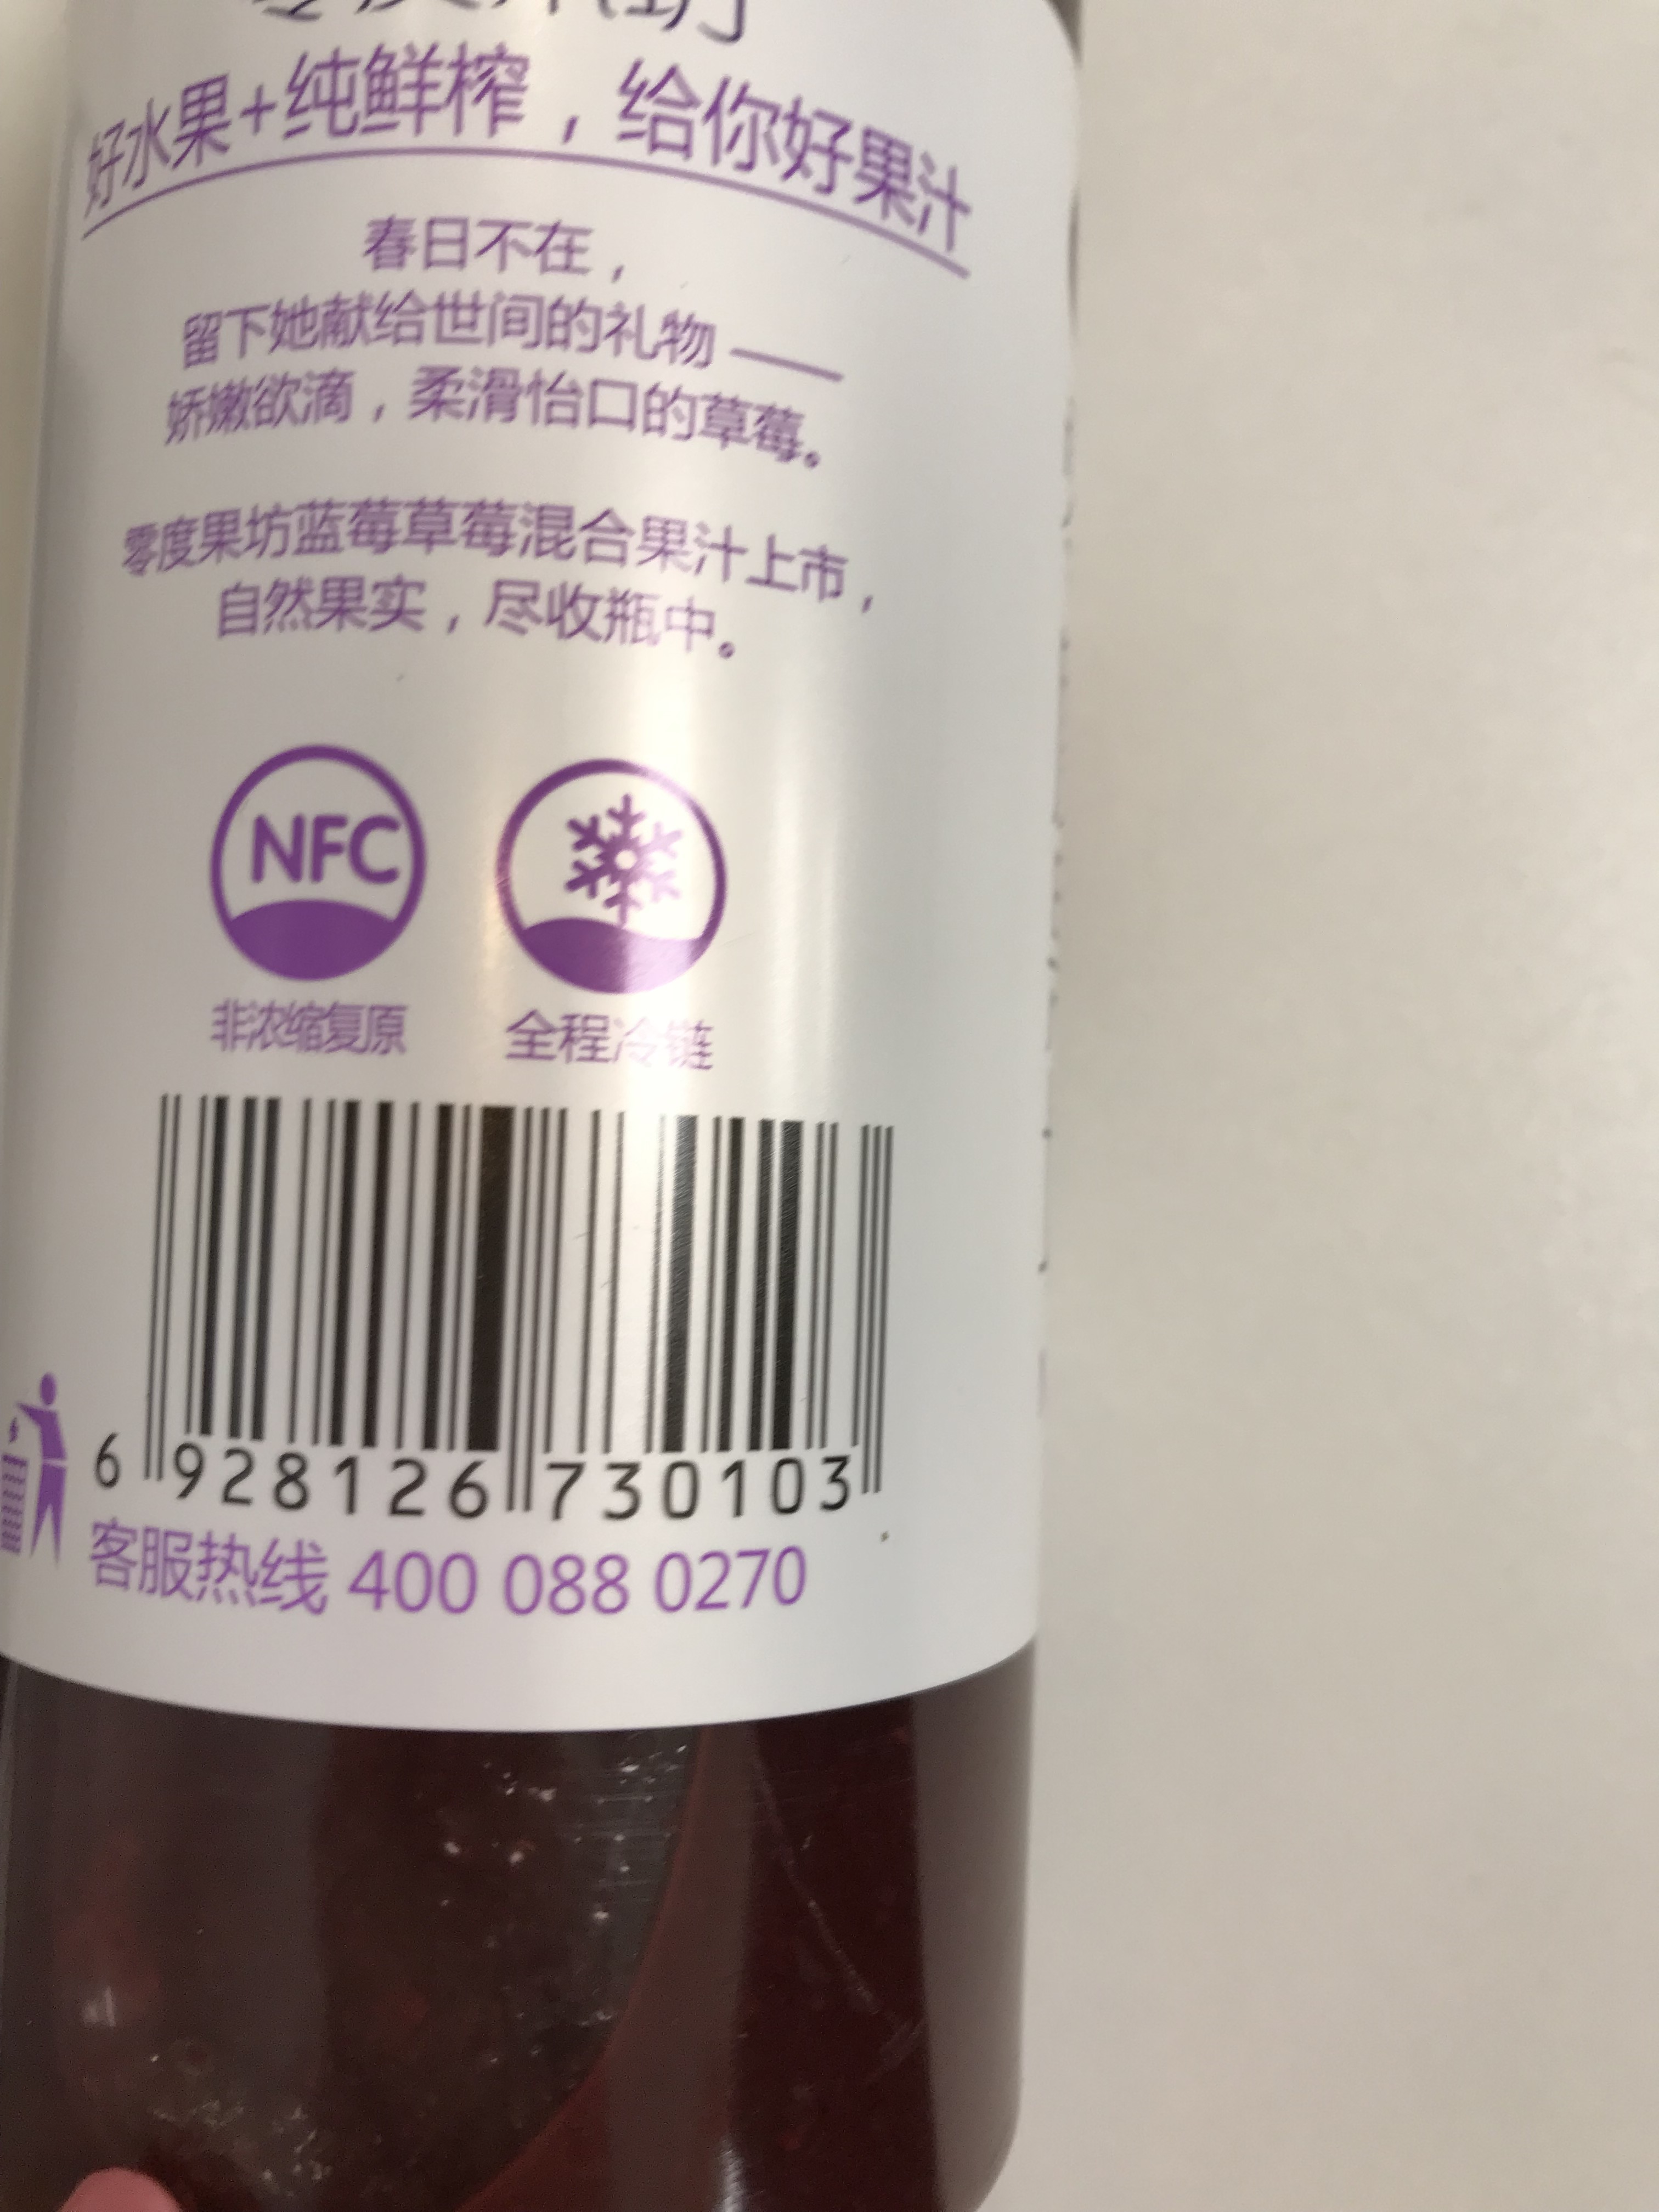 零度果坊
好水果+纯鲜榨，给你好果汁
春日不在，
留下她献给世间的礼物——
娇嫩欲滴，柔滑怡口的草莓。
零度果坊蓝莓草莓混合果汁上市，
自然果实，尽收瓶中。
NFC
非浓缩复原 全程冷链
6 928126 730103
客服热线 400 088 0270